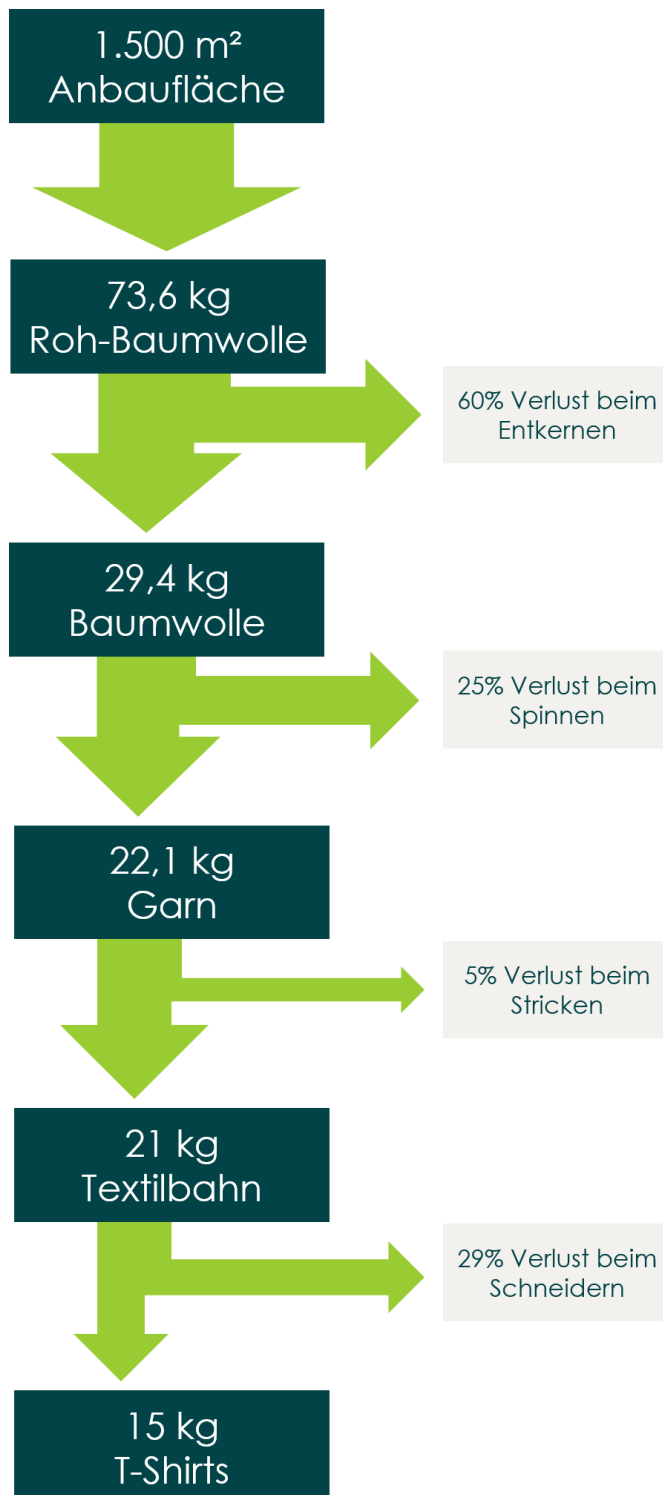 1.500 m²
Anbaufläche
73,6 kg
Roh-Baumwolle
60% Verlust beim
Entkernen
29,4 kg
Baumwolle
25% Verlust beim
Spinnen
22,1 kg
Garn
5% Verlust beim
Stricken
21 kg
Textilbahn
29% Verlust beim
Schneidern
15 kg
T-Shirts